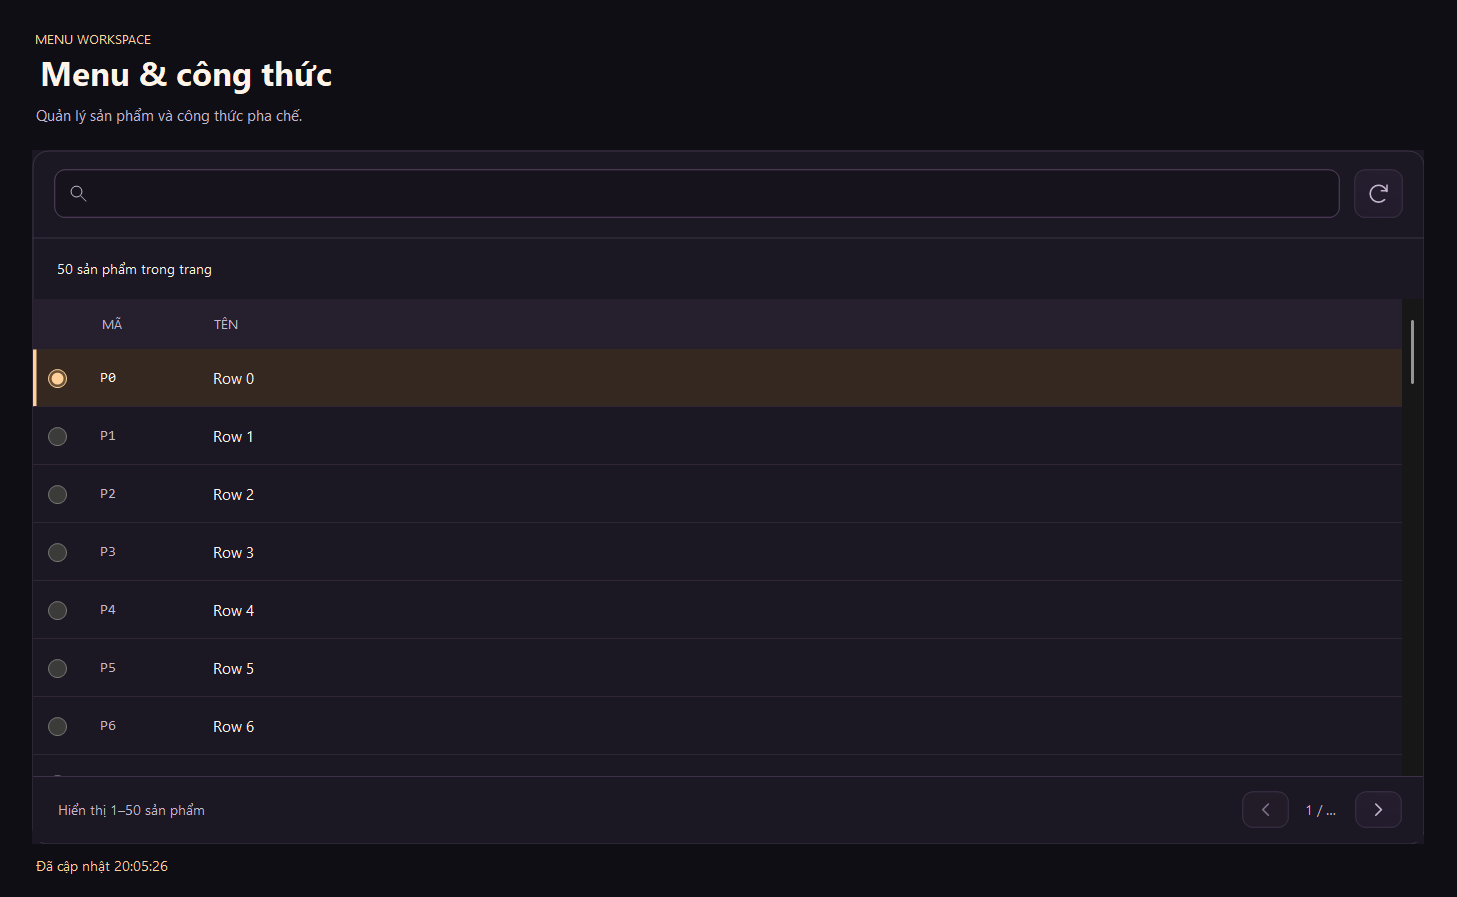 MENU WORKSPACE
Menu & công thức
Quản lý sản phẩm và công thức pha chế.
50 sản phẩm trong trang
MÃ TÊN
P0 Row 0
P1 Row 1
P2 Row 2
P3 Row 3
P4 Row 4
P5 Row 5
P6 Row 6
Hiển thị 1–50 sản phẩm 1 / ...
Đã cập nhật 20:05:26